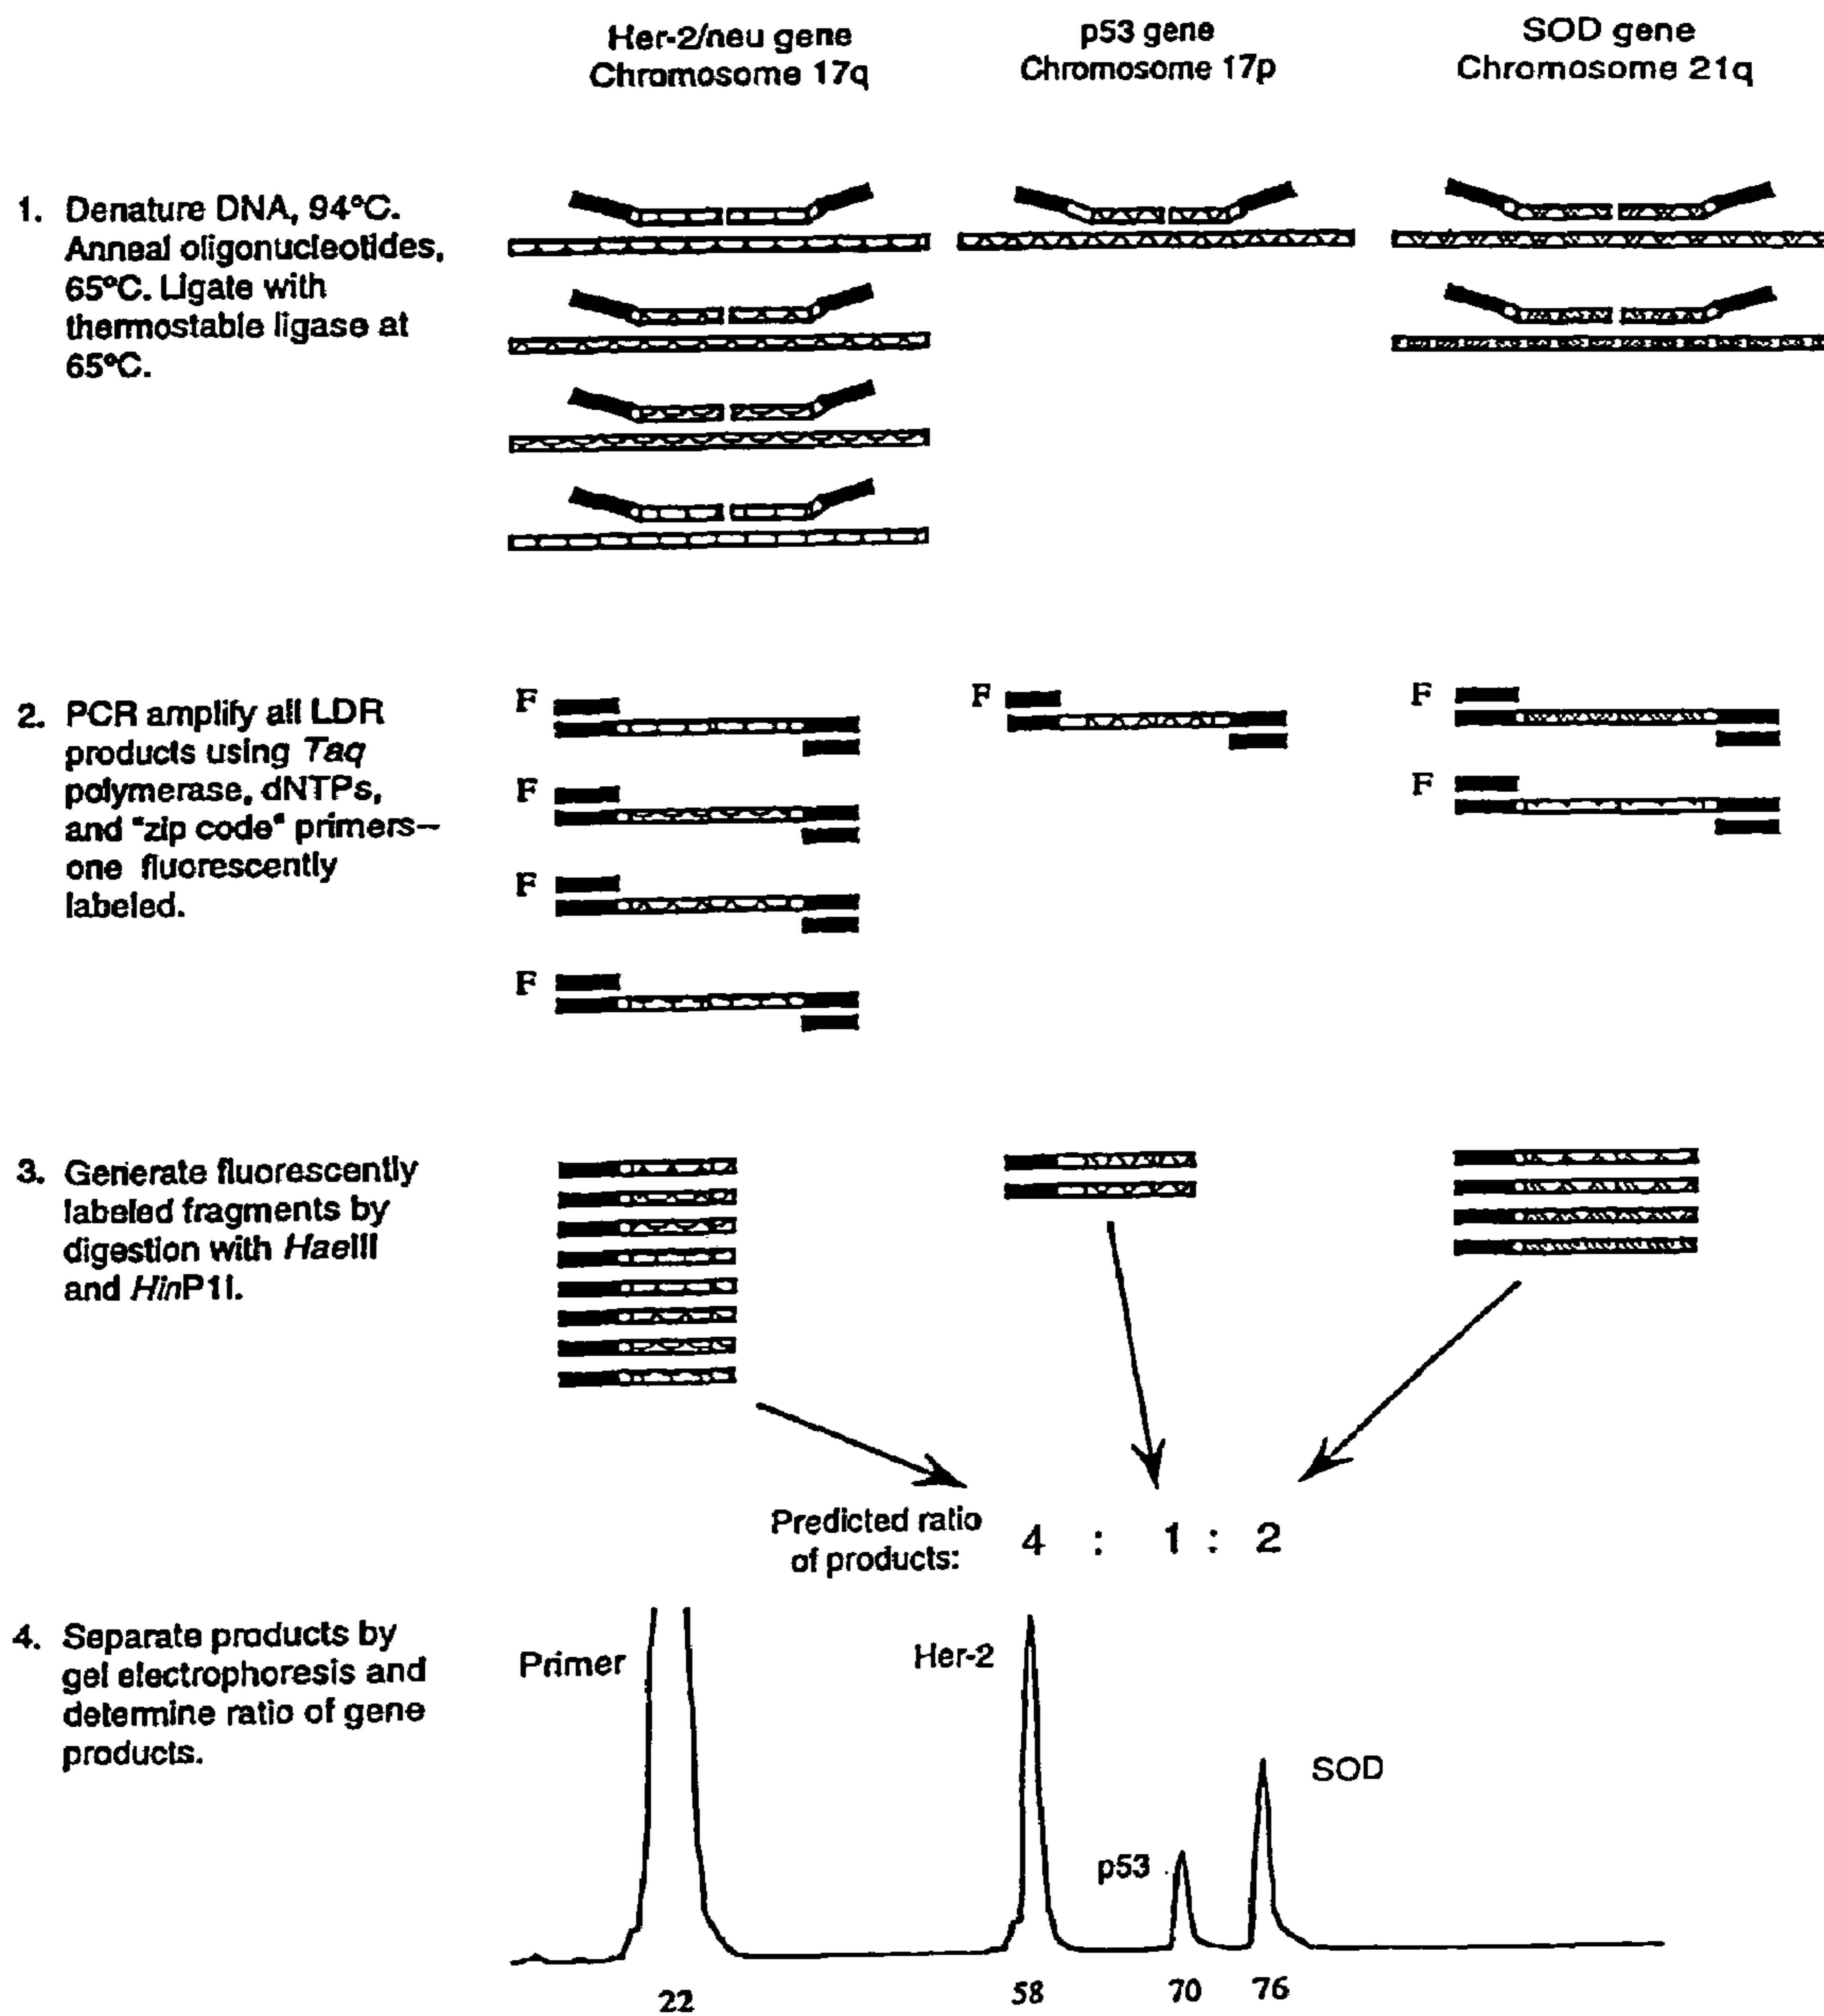 Her-2/neu gene
Chromosome 17q
p53 gene
Chromosome 17p
SOD gene
Chromosome 21q
1. Denature DNA, 94°C.
Anneal oligonucleotides,
65°C. Ligate with
thermostable ligase at
65°C.
2. PCR amplify all LDR
products using Taq
polymerase, dNTPs,
and "zip code" primers—
one fluorescently
labeled.
F
F
F
F
F
F
F
3. Generate fluorescently
labeled fragments by
digestion with HaeIII
and HinP1I.
Predicted ratio
of products:
4 : 1 : 2
4. Separate products by
gel electrophoresis and
determine ratio of gene
products.
Primer
Her-2
p53
SOD
22
58
70
76